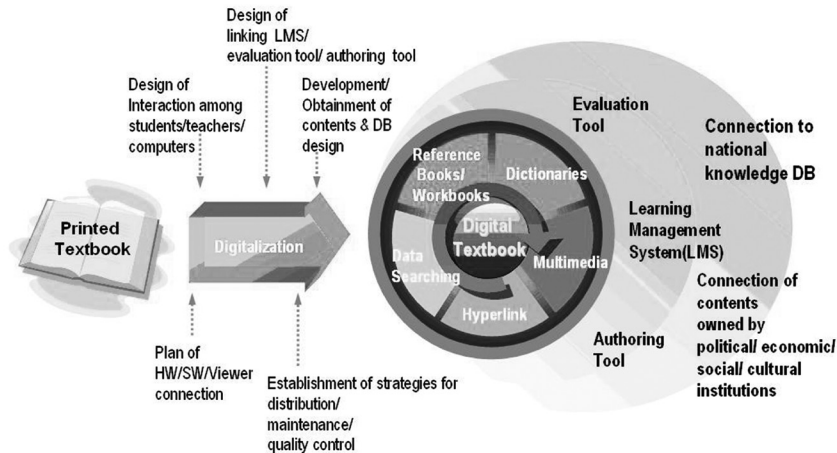 Design of
linking LMS/
evaluation tool/ authoring tool
Design of
Interaction among
students/teachers/
computers
Development/
Obtainment of
contents & DB
design
Printed
Textbook
Digitalization
Plan of
HW/SW/Viewer
connection
Establishment of strategies for
distribution/
maintenance/
quality control
Reference
Books/
Workbooks
Dictionaries
Digital
Textbook
Data
Searching
Multimedia
Hyperlink
Evaluation
Tool
Learning
Management
System(LMS)
Authoring
Tool
Connection to
national
knowledge DB
Connection of
contents
owned by
political/ economic/
social/ cultural
institutions